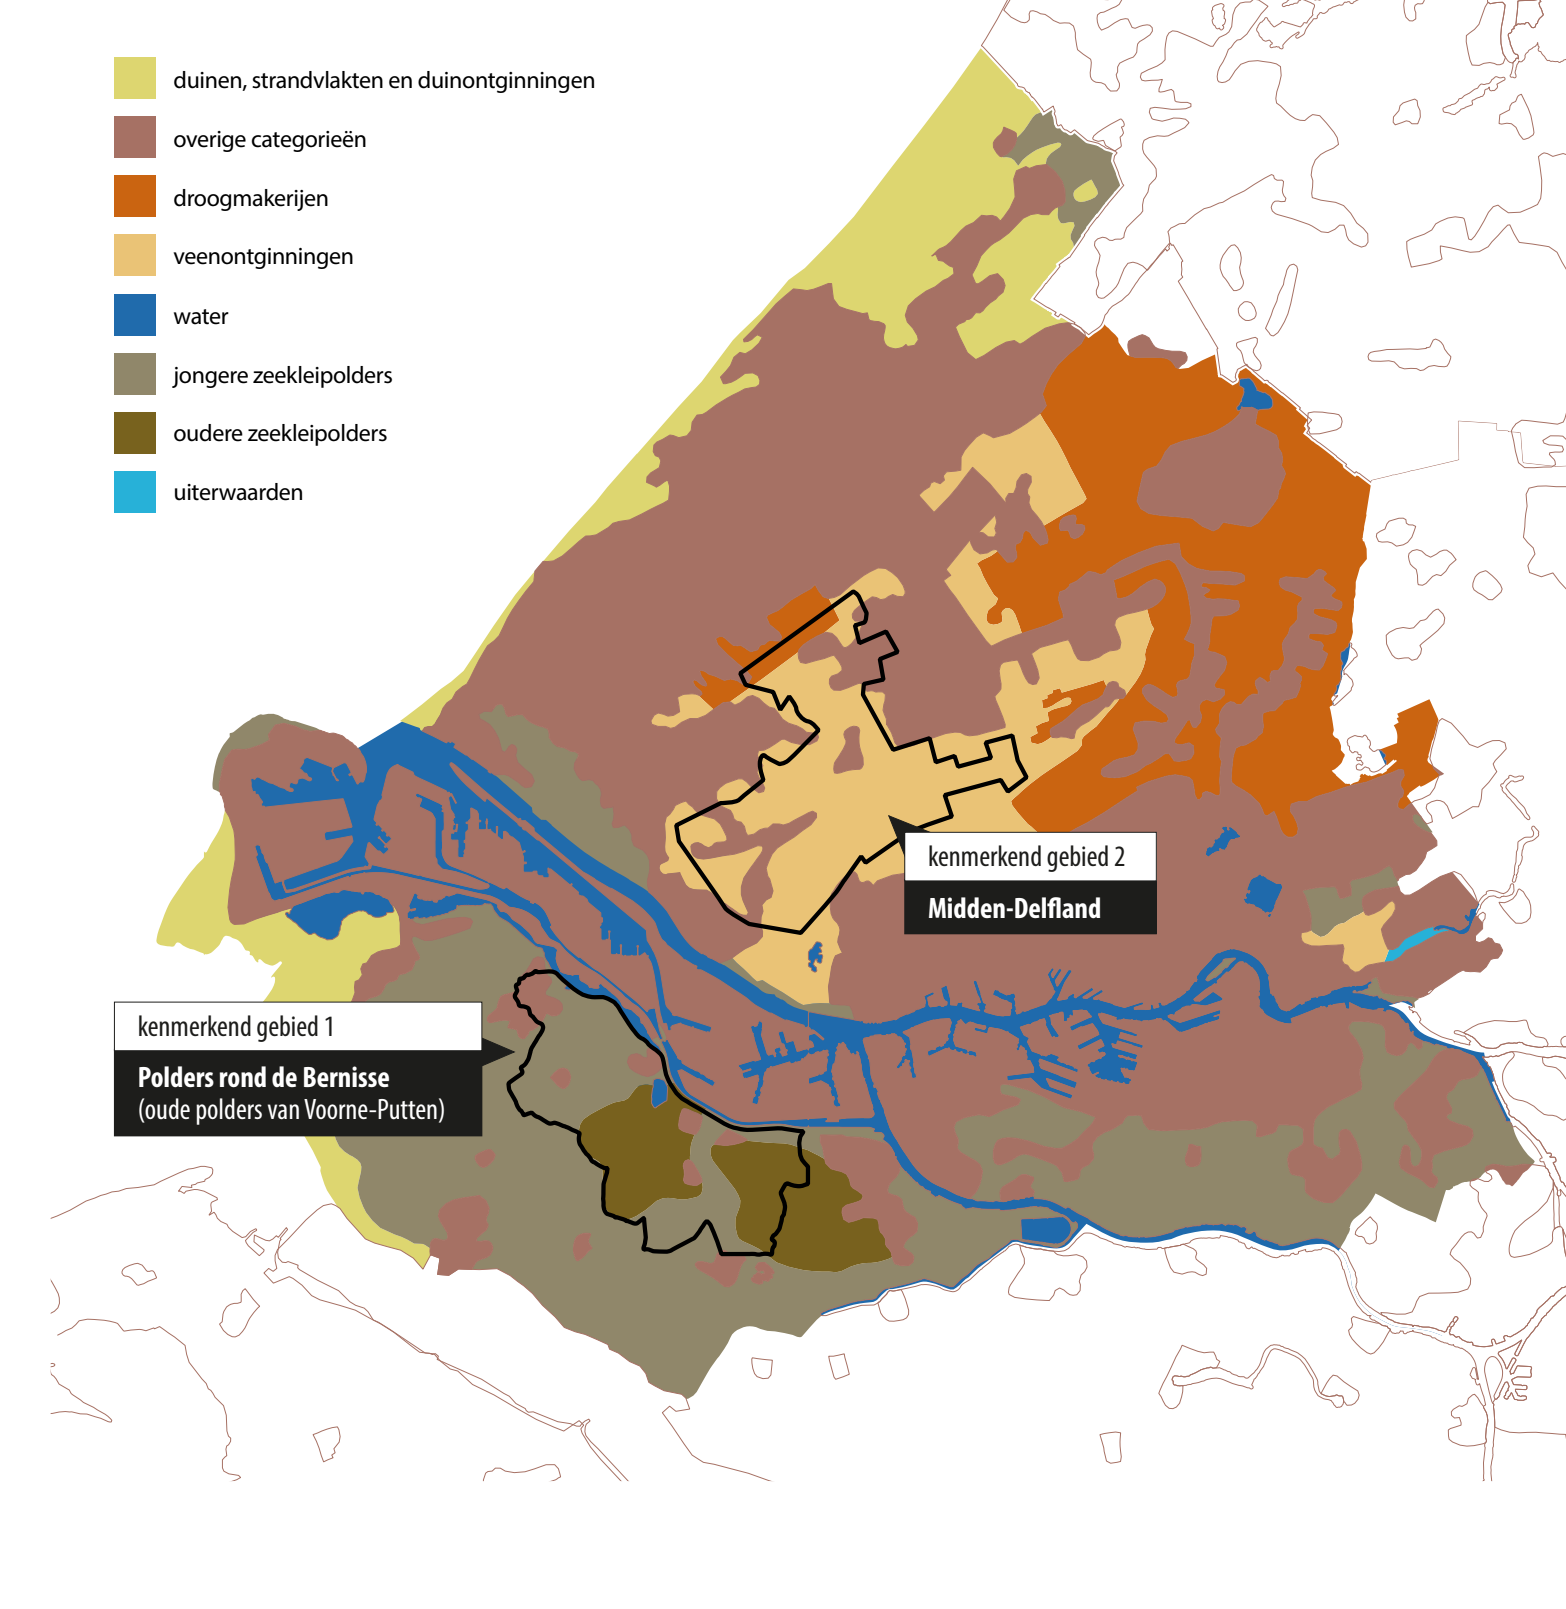 duinen, strandvlakten en duinontginningen
overige categorieën
droogmakerijen
veenontginningen
water
jongere zeekleipolders
oudere zeekleipolders
uiterwaarden
kenmerkend gebied 2
Midden-Delfland
kenmerkend gebied 1
Polders rond de Bernisse
(oude polders van Voorne-Putten)